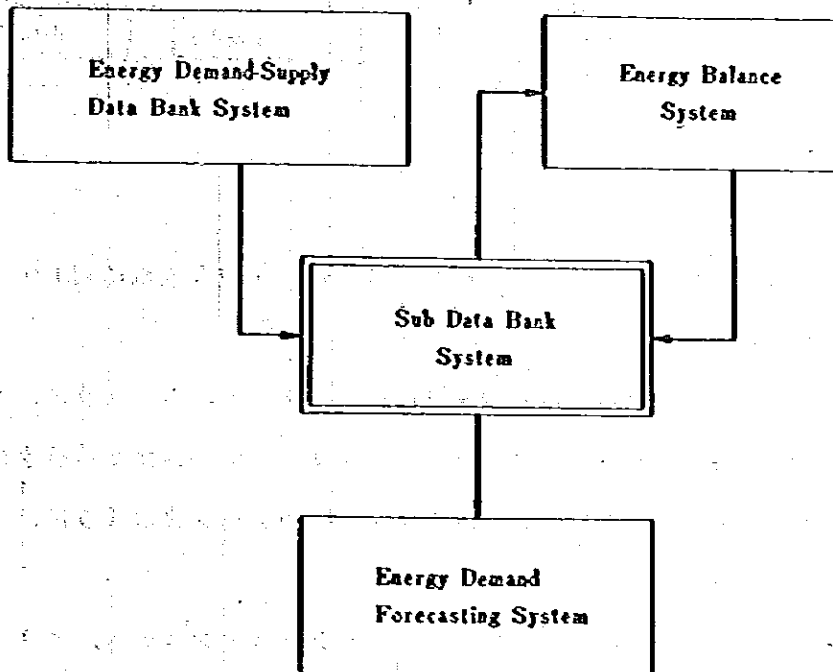 Energy Demand-Supply
Data Bank System
Energy Balance
System
Sub Data Bank
System
Energy Demand
Forecasting System